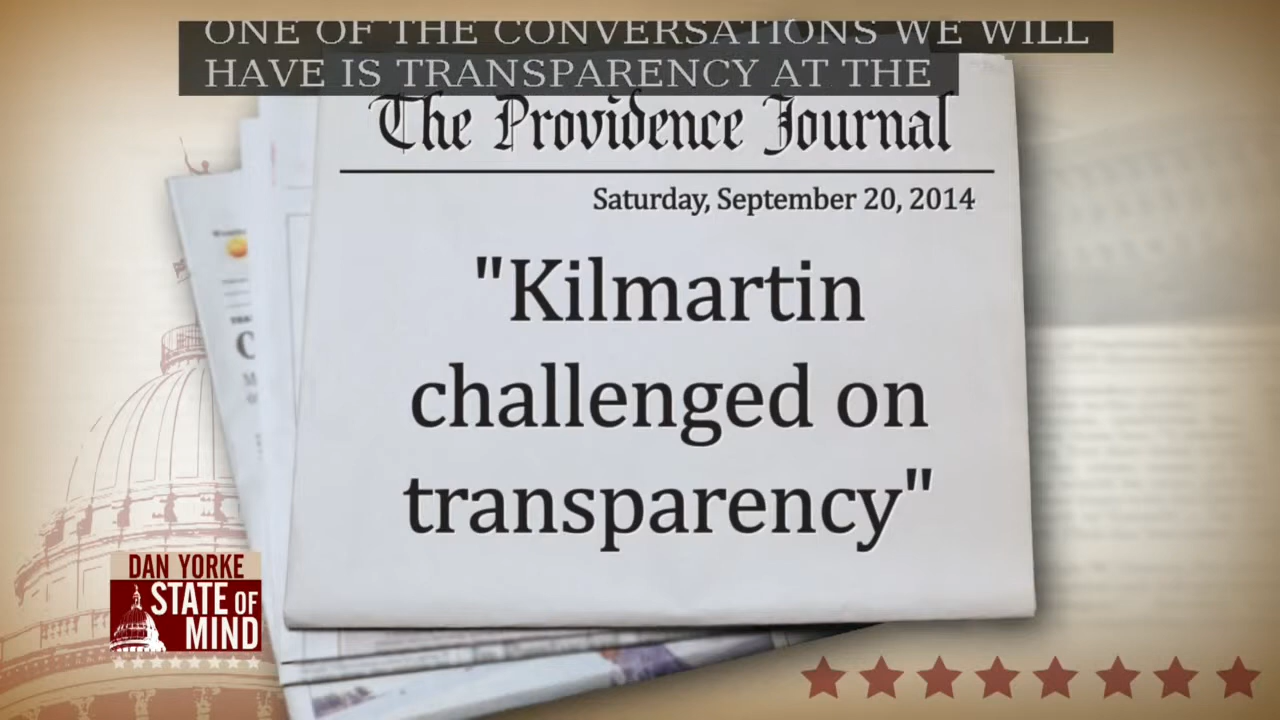 ONE OF THE CONVERSATIONS WE WILL
HAVE IS TRANSPARENCY AT THE
The Providence Journal
Saturday, September 20, 2014
"Kilmartin
challenged on
transparency"
DAN YORKE
STATE OF
MIND